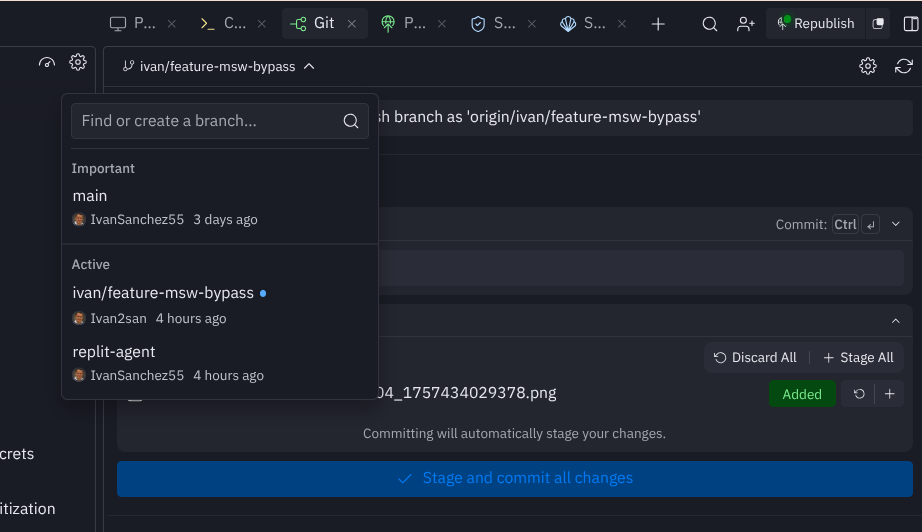 P...
C...
Git
P...
S...
S...
Republish
ivan/feature-msw-bypass
Find or create a branch...
sh branch as 'origin/ivan/feature-msw-bypass'
Important
main
IvanSanchez55 3 days ago
Commit: Ctrl ↵
Active
ivan/feature-msw-bypass
Ivan2san 4 hours ago
replit-agent
IvanSanchez55 4 hours ago
Discard All
Stage All
04_1757434029378.png
Added
Committing will automatically stage your changes.
crets
Stage and commit all changes
itization